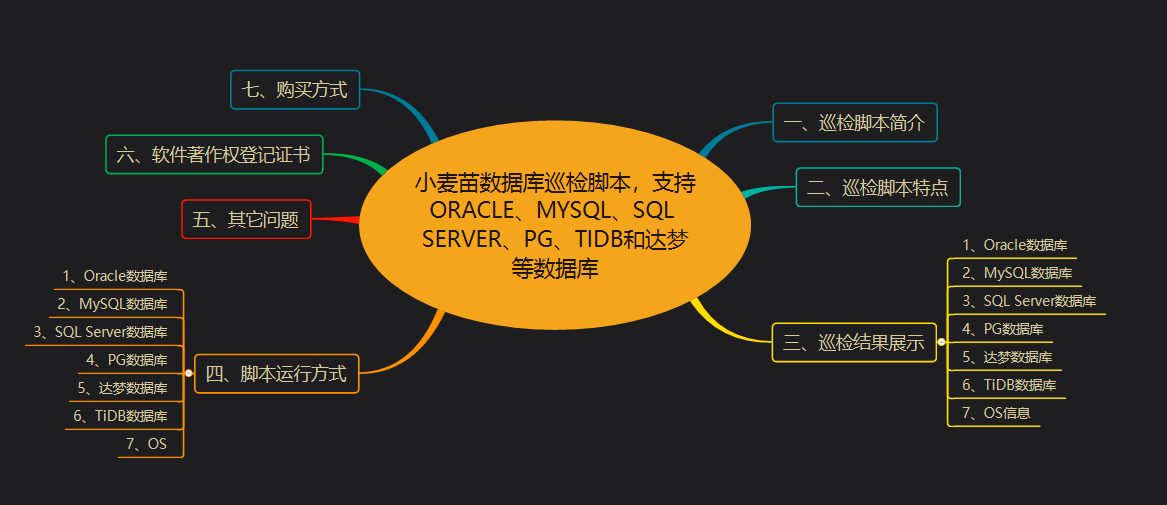 小麦苗数据库巡检脚本，支持
ORACLE、MYSQL、SQL
SERVER、PG、TIDB和达梦
等数据库
一、巡检脚本简介
二、巡检脚本特点
三、巡检结果展示
1、Oracle数据库
2、MySQL数据库
3、SQL Server数据库
4、PG数据库
5、达梦数据库
6、TiDB数据库
7、OS信息
四、脚本运行方式
1、Oracle数据库
2、MySQL数据库
3、SQL Server数据库
4、PG数据库
5、达梦数据库
6、TiDB数据库
7、OS
五、其它问题
六、软件著作权登记证书
七、购买方式